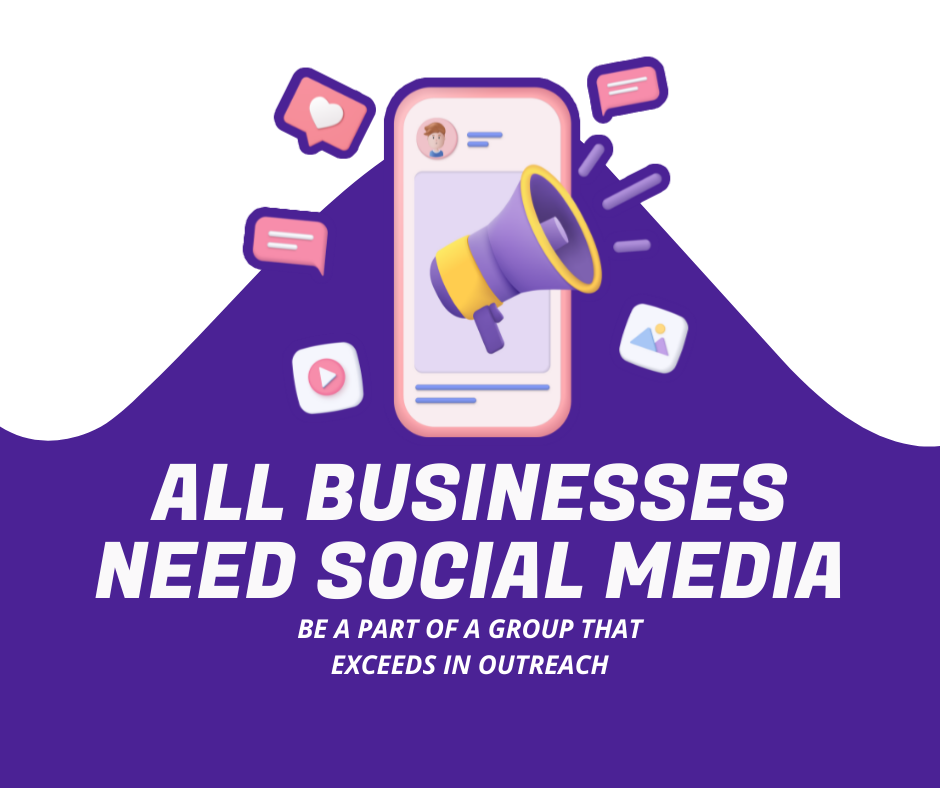 ALL BUSINESSES
NEED SOCIAL MEDIA
BE A PART OF A GROUP THAT
EXCEEDS IN OUTREACH